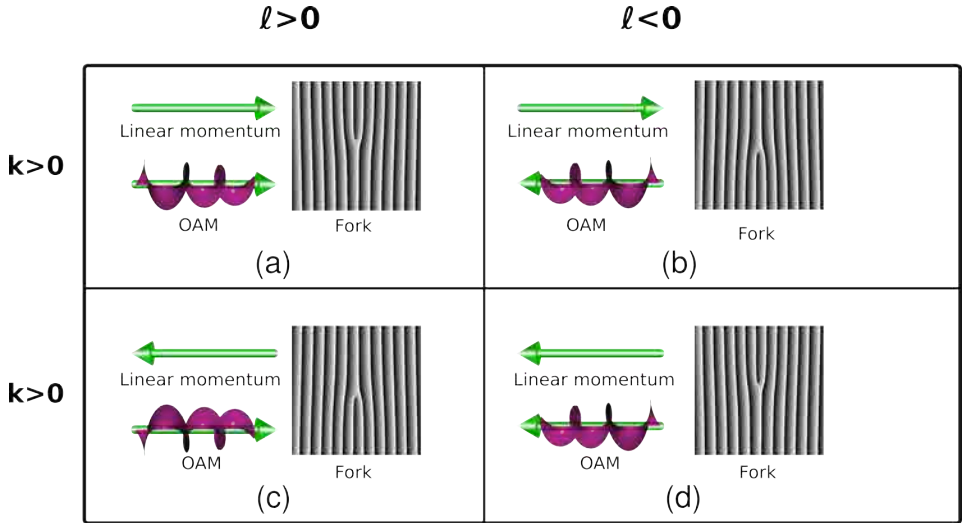 ℓ>0 ℓ<0
k>0
Linear momentum
OAM
Fork
(a)
Linear momentum
OAM
Fork
(b)
k>0
Linear momentum
OAM
Fork
(c)
Linear momentum
OAM
Fork
(d)